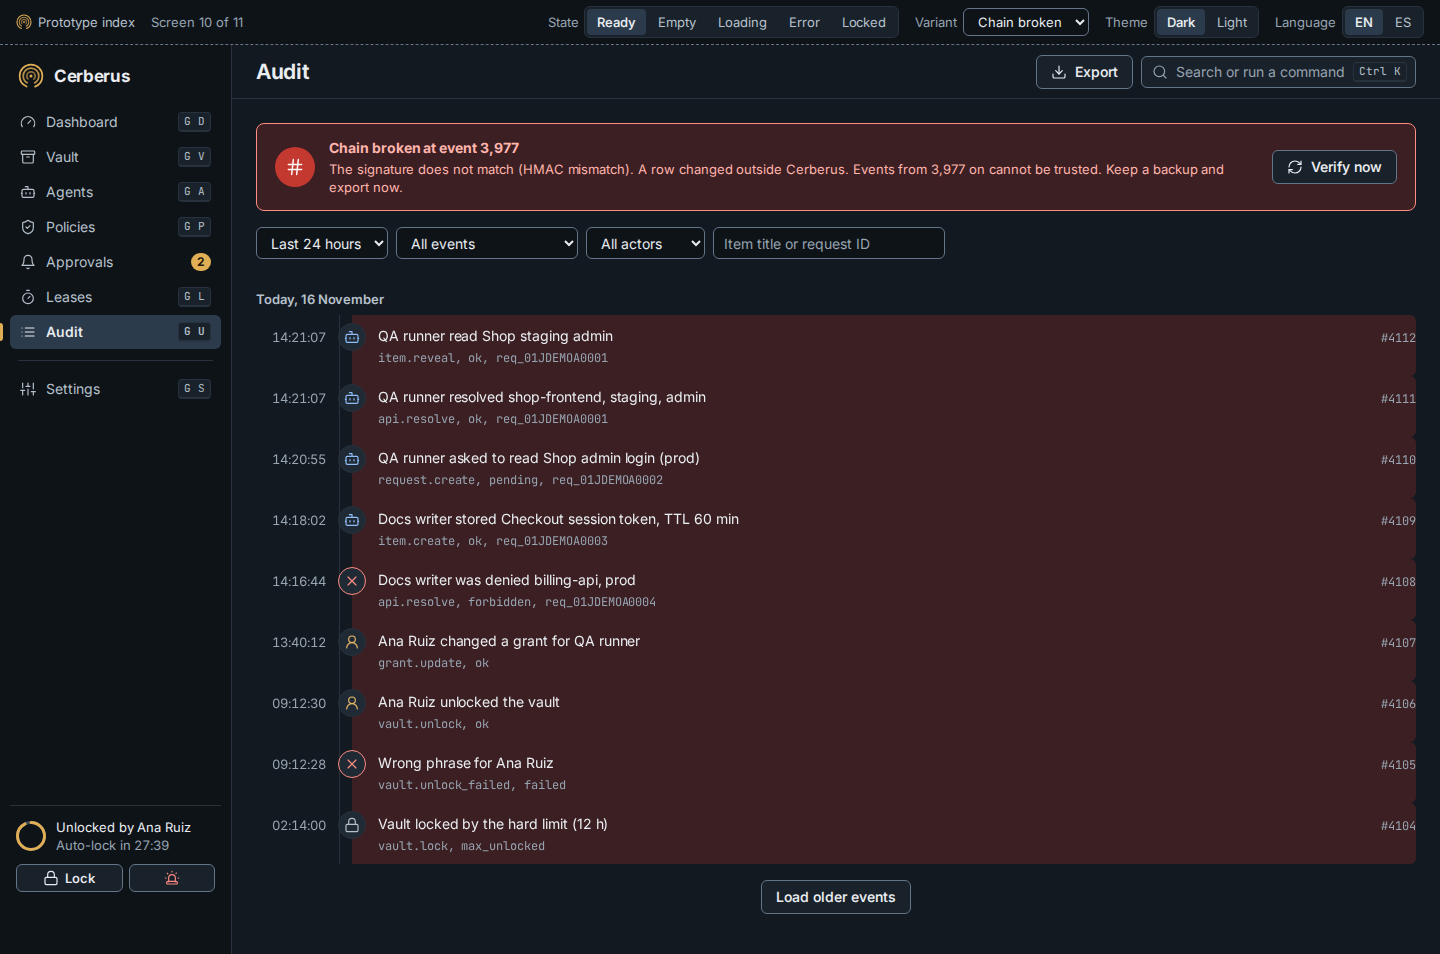 Prototype index Screen 10 of 11 State Ready Empty Loading Error Locked Variant Chain broken Theme Dark Light Language EN ES
Cerberus
Dashboard G D
Vault G V
Agents G A
Policies G P
Approvals 2
Leases G L
Audit G U
Settings G S
Unlocked by Ana Ruiz
Auto-lock in 27:39
Lock
Audit Export Search or run a command Ctrl K
Chain broken at event 3,977
The signature does not match (HMAC mismatch). A row changed outside Cerberus. Events from 3,977 on cannot be trusted. Keep a backup and
export now.
Verify now
Last 24 hours All events All actors Item title or request ID
Today, 16 November
14:21:07 QA runner read Shop staging admin #4112
item.reveal, ok, req_01JDEMOA0001
14:21:07 QA runner resolved shop-frontend, staging, admin #4111
api.resolve, ok, req_01JDEMOA0001
14:20:55 QA runner asked to read Shop admin login (prod) #4110
request.create, pending, req_01JDEMOA0002
14:18:02 Docs writer stored Checkout session token, TTL 60 min #4109
item.create, ok, req_01JDEMOA0003
14:16:44 Docs writer was denied billing-api, prod #4108
api.resolve, forbidden, req_01JDEMOA0004
13:40:12 Ana Ruiz changed a grant for QA runner #4107
grant.update, ok
09:12:30 Ana Ruiz unlocked the vault #4106
vault.unlock, ok
09:12:28 Wrong phrase for Ana Ruiz #4105
vault.unlock_failed, failed
02:14:00 Vault locked by the hard limit (12 h) #4104
vault.lock, max_unlocked
Load older events